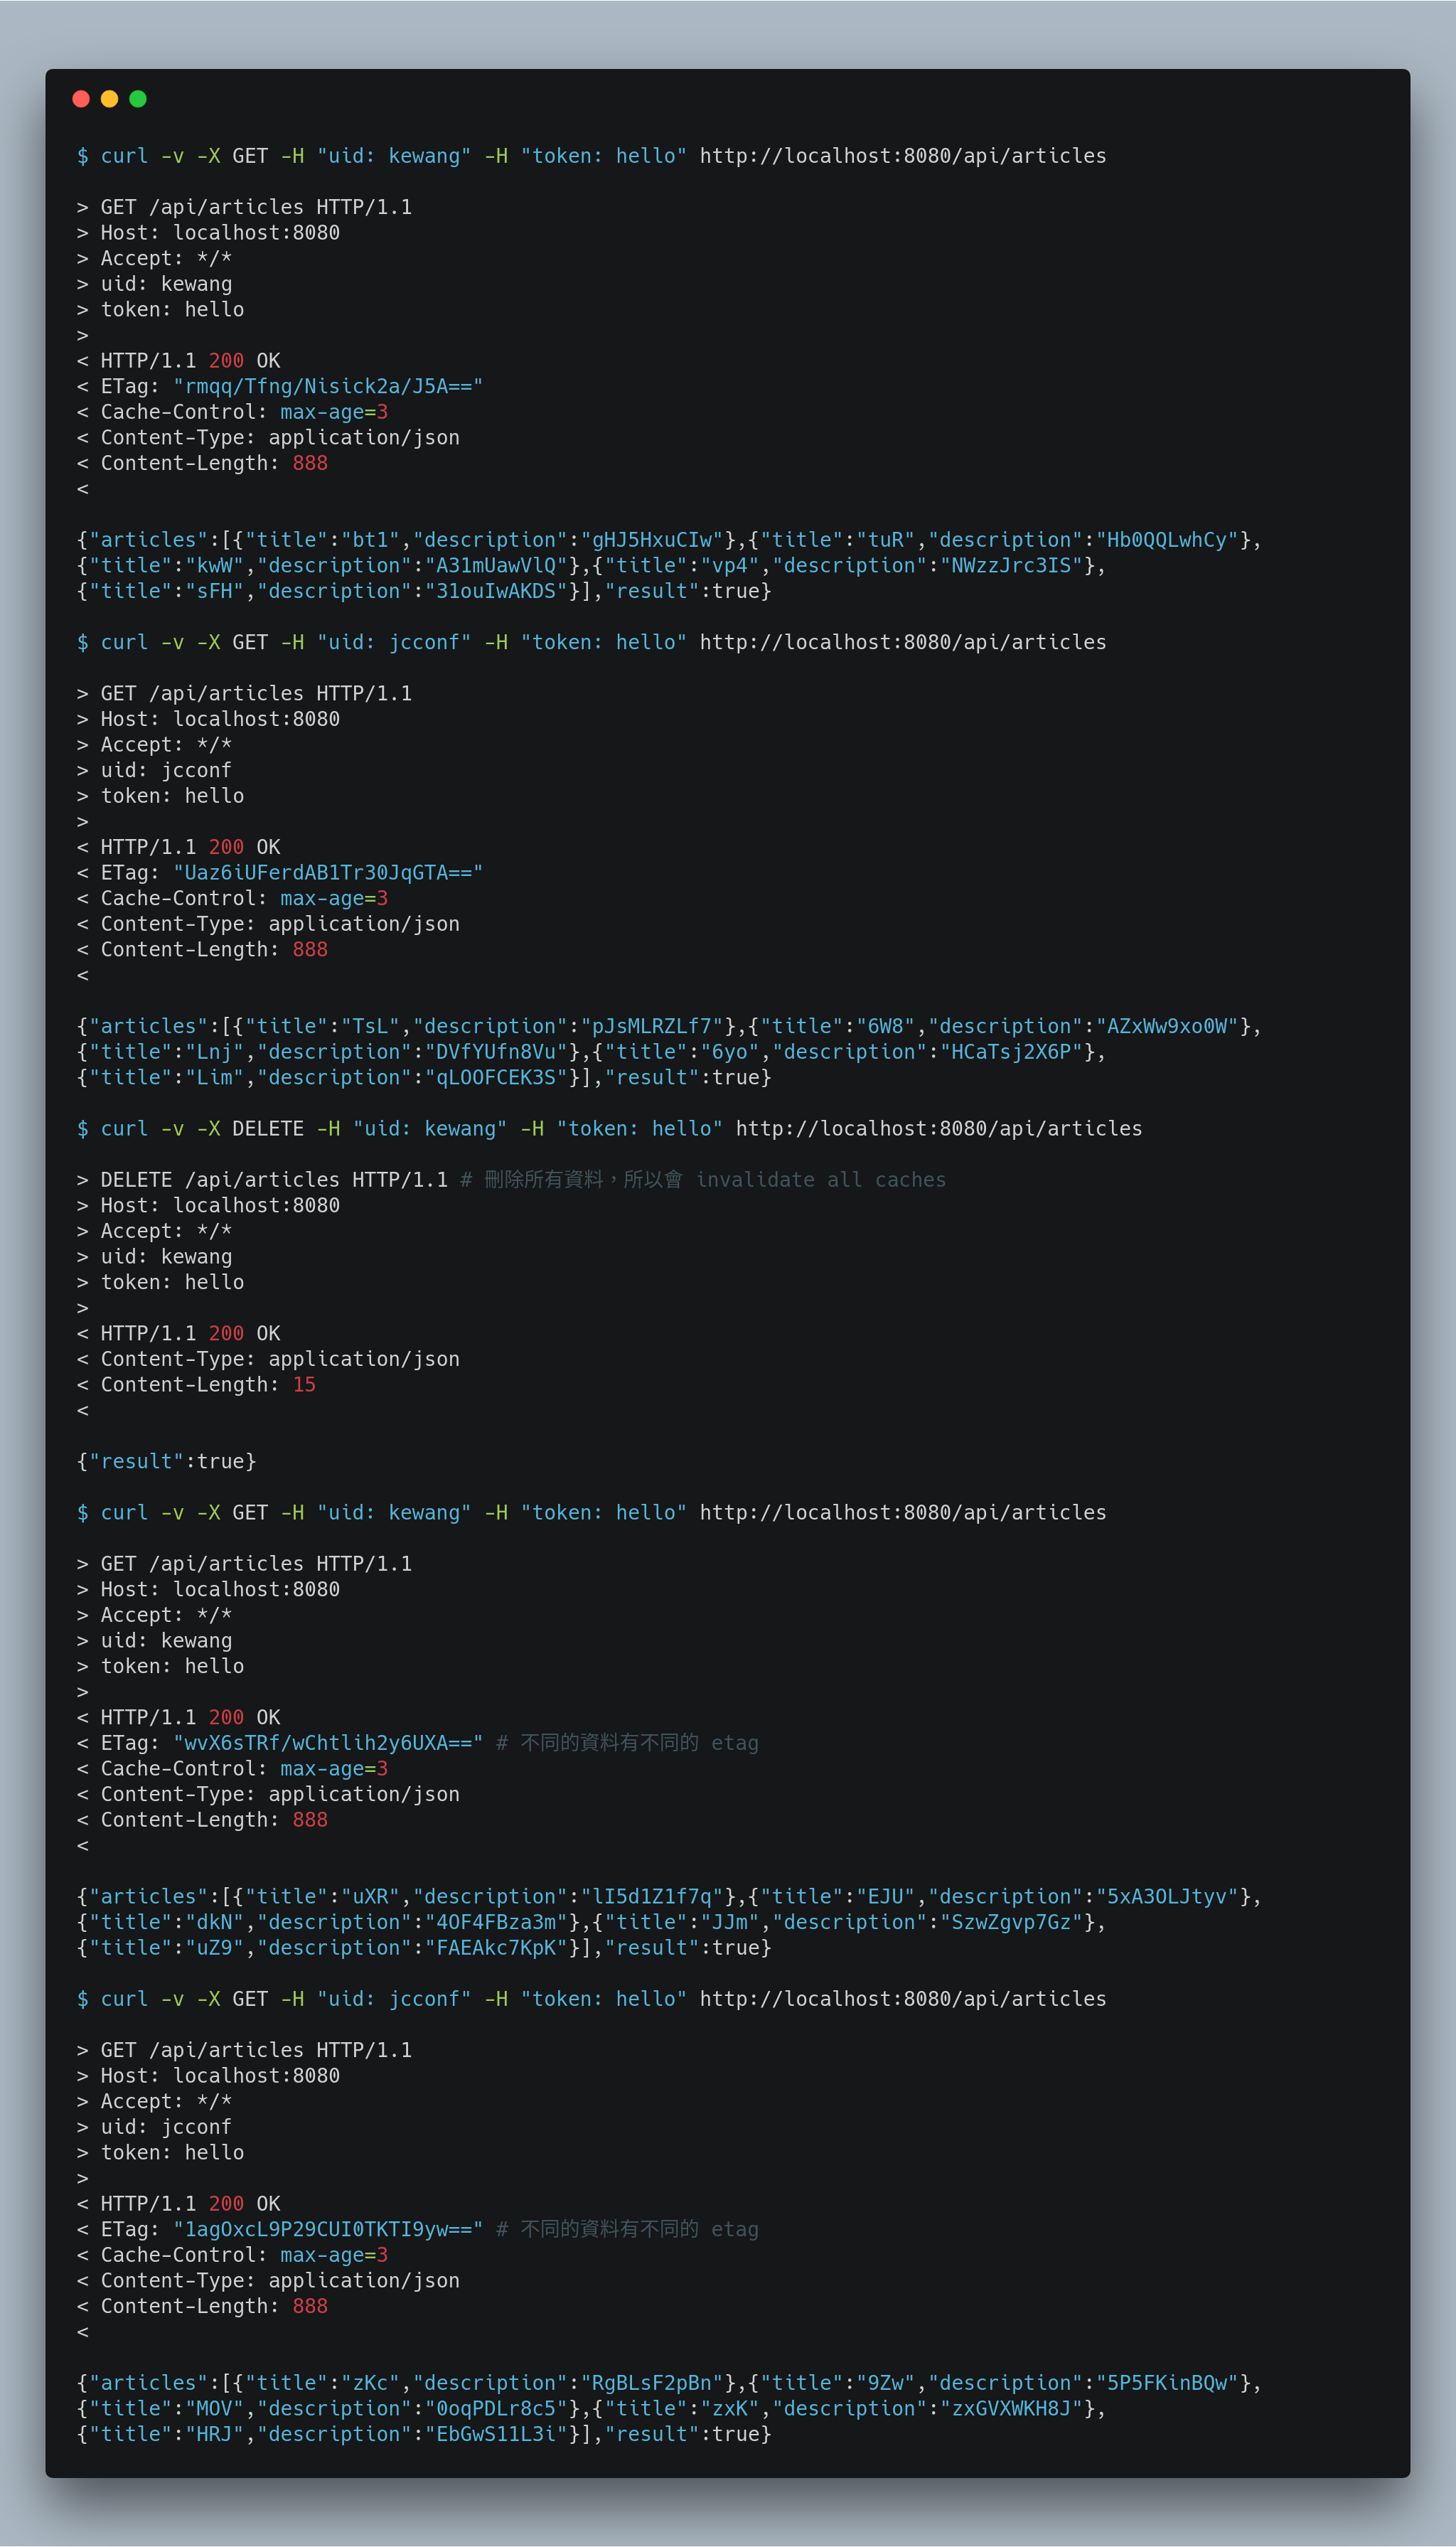 $ curl -v -X GET -H "uid: kewang" -H "token: hello" http://localhost:8080/api/articles
> GET /api/articles HTTP/1.1
> Host: localhost:8080
> Accept: */*
> uid: kewang
> token: hello
>
< HTTP/1.1 200 OK
< ETag: "rmqq/Tfng/Nisick2a/J5A=="
< Cache-Control: max-age=3
< Content-Type: application/json
< Content-Length: 888
<
{"articles":[{"title":"bt1","description":"gHJ5HxuCIw"},{"title":"tuR","description":"Hb0QQLwhCy"},
{"title":"kwW","description":"A31mUawVlQ"},{"title":"vp4","description":"NWzzJrc3IS"},
{"title":"sFH","description":"31ouIwAKDS"}],"result":true}
$ curl -v -X GET -H "uid: jcconf" -H "token: hello" http://localhost:8080/api/articles
> GET /api/articles HTTP/1.1
> Host: localhost:8080
> Accept: */*
> uid: jcconf
> token: hello
>
< HTTP/1.1 200 OK
< ETag: "Uaz6iUFerdAB1Tr30JqGTA=="
< Cache-Control: max-age=3
< Content-Type: application/json
< Content-Length: 888
<
{"articles":[{"title":"TsL","description":"pJsMLRZLf7"},{"title":"6W8","description":"AZxWw9xo0W"},
{"title":"Lnj","description":"DVfYUfn8Vu"},{"title":"6yo","description":"HCaTsj2X6P"},
{"title":"Lim","description":"qLOOFCEK3S"}],"result":true}
$ curl -v -X DELETE -H "uid: kewang" -H "token: hello" http://localhost:8080/api/articles
> DELETE /api/articles HTTP/1.1 # 刪除所有資料，所以會 invalidate all caches
> Host: localhost:8080
> Accept: */*
> uid: kewang
> token: hello
>
< HTTP/1.1 200 OK
< Content-Type: application/json
< Content-Length: 15
<
{"result":true}
$ curl -v -X GET -H "uid: kewang" -H "token: hello" http://localhost:8080/api/articles
> GET /api/articles HTTP/1.1
> Host: localhost:8080
> Accept: */*
> uid: kewang
> token: hello
>
< HTTP/1.1 200 OK
< ETag: "wvX6sTRf/wChtlih2y6UXA==" # 不同的資料有不同的 etag
< Cache-Control: max-age=3
< Content-Type: application/json
< Content-Length: 888
<
{"articles":[{"title":"uXR","description":"lI5d1Z1f7q"},{"title":"EJU","description":"5xA3OLJtyv"},
{"title":"dkN","description":"4OF4FBza3m"},{"title":"JJm","description":"SzwZgvp7Gz"},
{"title":"uZ9","description":"FAEAkc7KpK"}],"result":true}
$ curl -v -X GET -H "uid: jcconf" -H "token: hello" http://localhost:8080/api/articles
> GET /api/articles HTTP/1.1
> Host: localhost:8080
> Accept: */*
> uid: jcconf
> token: hello
>
< HTTP/1.1 200 OK
< ETag: "1agOxcL9P29CUI0TKTI9yw==" # 不同的資料有不同的 etag
< Cache-Control: max-age=3
< Content-Type: application/json
< Content-Length: 888
<
{"articles":[{"title":"zKc","description":"RgBLsF2pBn"},{"title":"9Zw","description":"5P5FKinBQw"},
{"title":"MOV","description":"0oqPDLr8c5"},{"title":"zxK","description":"zxGVXWKH8J"},
{"title":"HRJ","description":"EbGwS11L3i"}],"result":true}